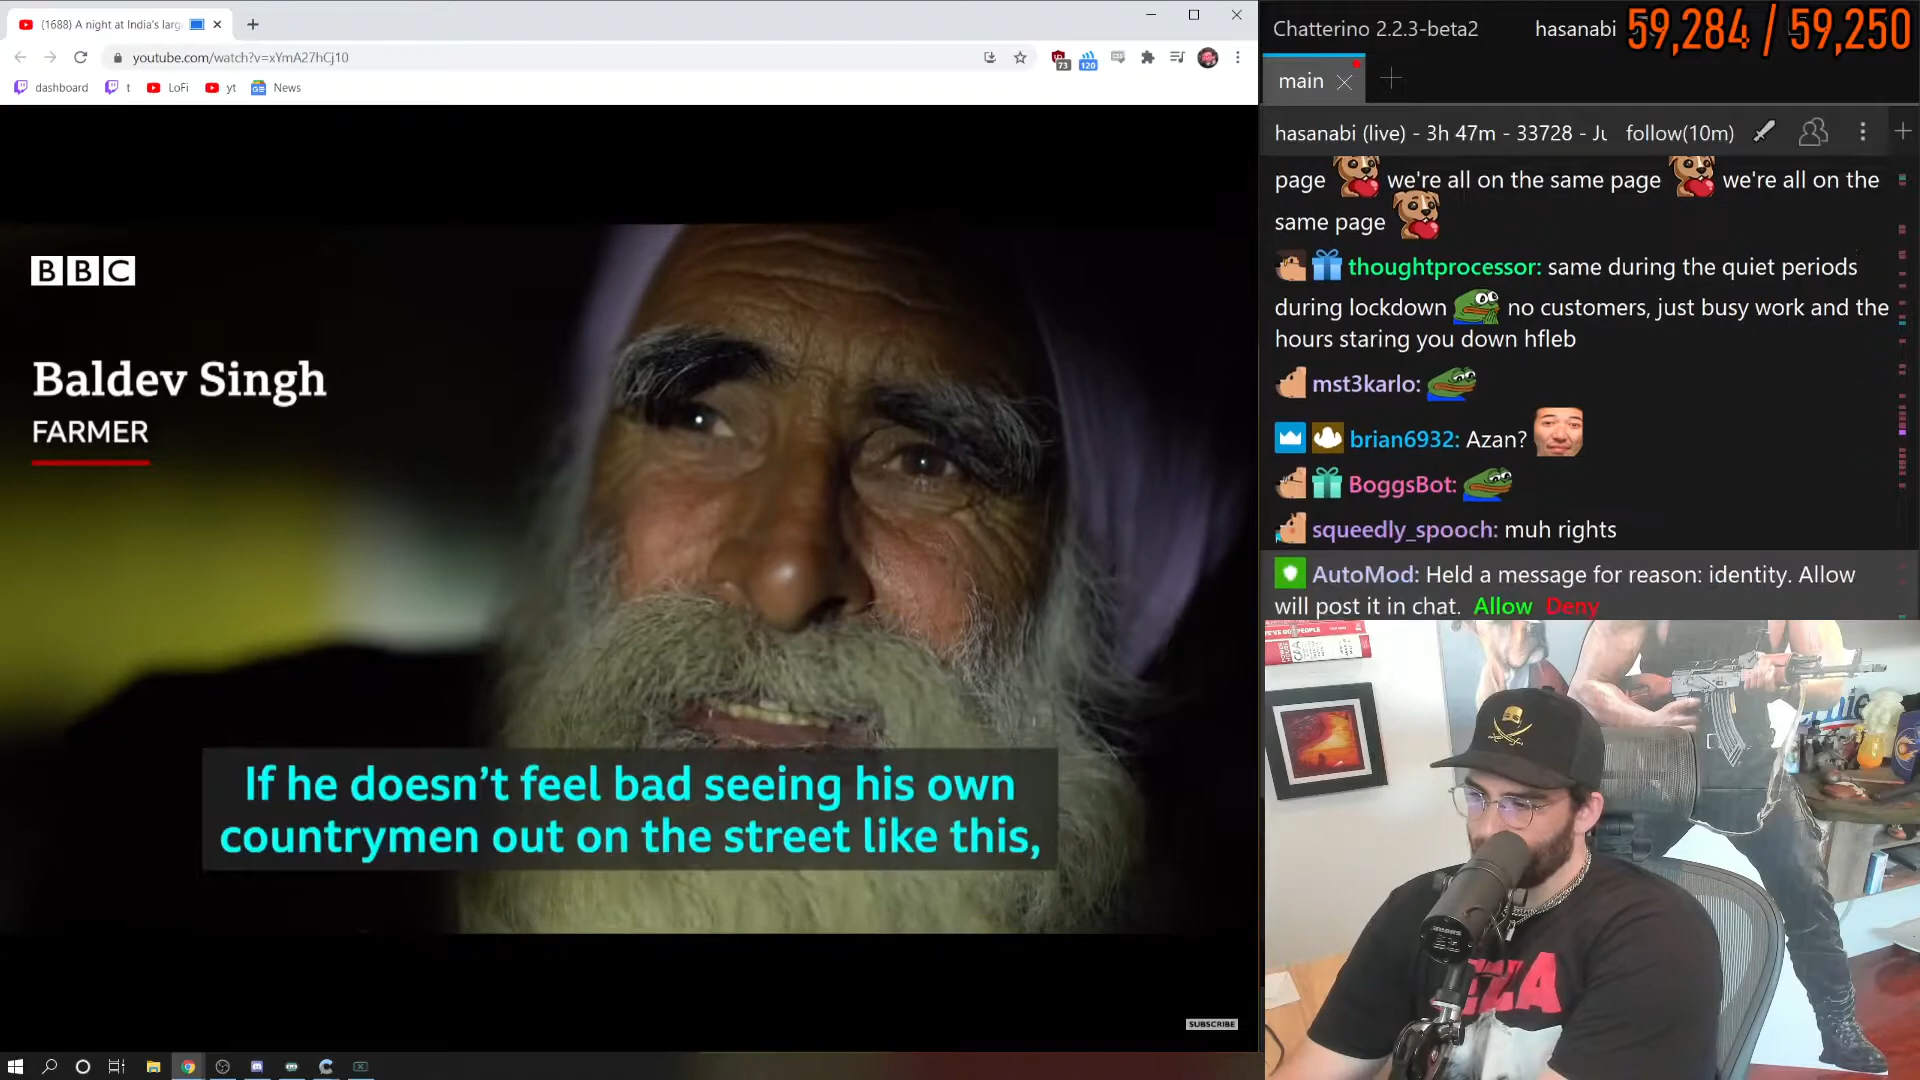 (1688) A night at India's larg
youtube.com/watch?v=xYmA27hCj10
73
120
dashboard
t
LoFi
yt
News
BBC
Baldev Singh
FARMER
If he doesn't feel bad seeing his own
countrymen out on the street like this,
SUBSCRIBE
Chatterino 2.2.3-beta2
hasanabi
59,284 / 59,250
main
hasanabi (live) - 3h 47m - 33728 - Ju
follow(10m)
page we're all on the same page we're all on the
same page
thoughtprocessor: same during the quiet periods
during lockdown no customers, just busy work and the
hours staring you down hfleb
mst3karlo:
brian6932: Azan?
BoggsBot:
squeedly_spooch: muh rights
AutoMod: Held a message for reason: identity. Allow
will post it in chat. Allow Deny